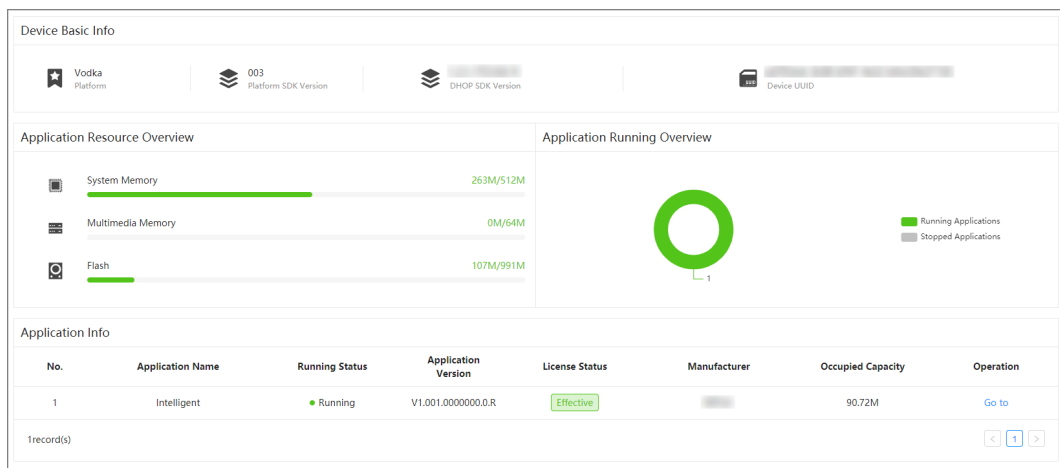 Device Basic Info
Vodka
Platform
003
Platform SDK Version
DHOP SDK Version
UUID
Device UUID
Application Resource Overview
System Memory 263M/512M
Multimedia Memory 0M/64M
Flash 107M/991M
Application Running Overview
1
Running Applications
Stopped Applications
Application Info
No. Application Name Running Status Application Version License Status Manufacturer Occupied Capacity Operation
1 Intelligent Running V1.001.0000000.0.R Effective 90.72M Go to
1record(s) < 1 >